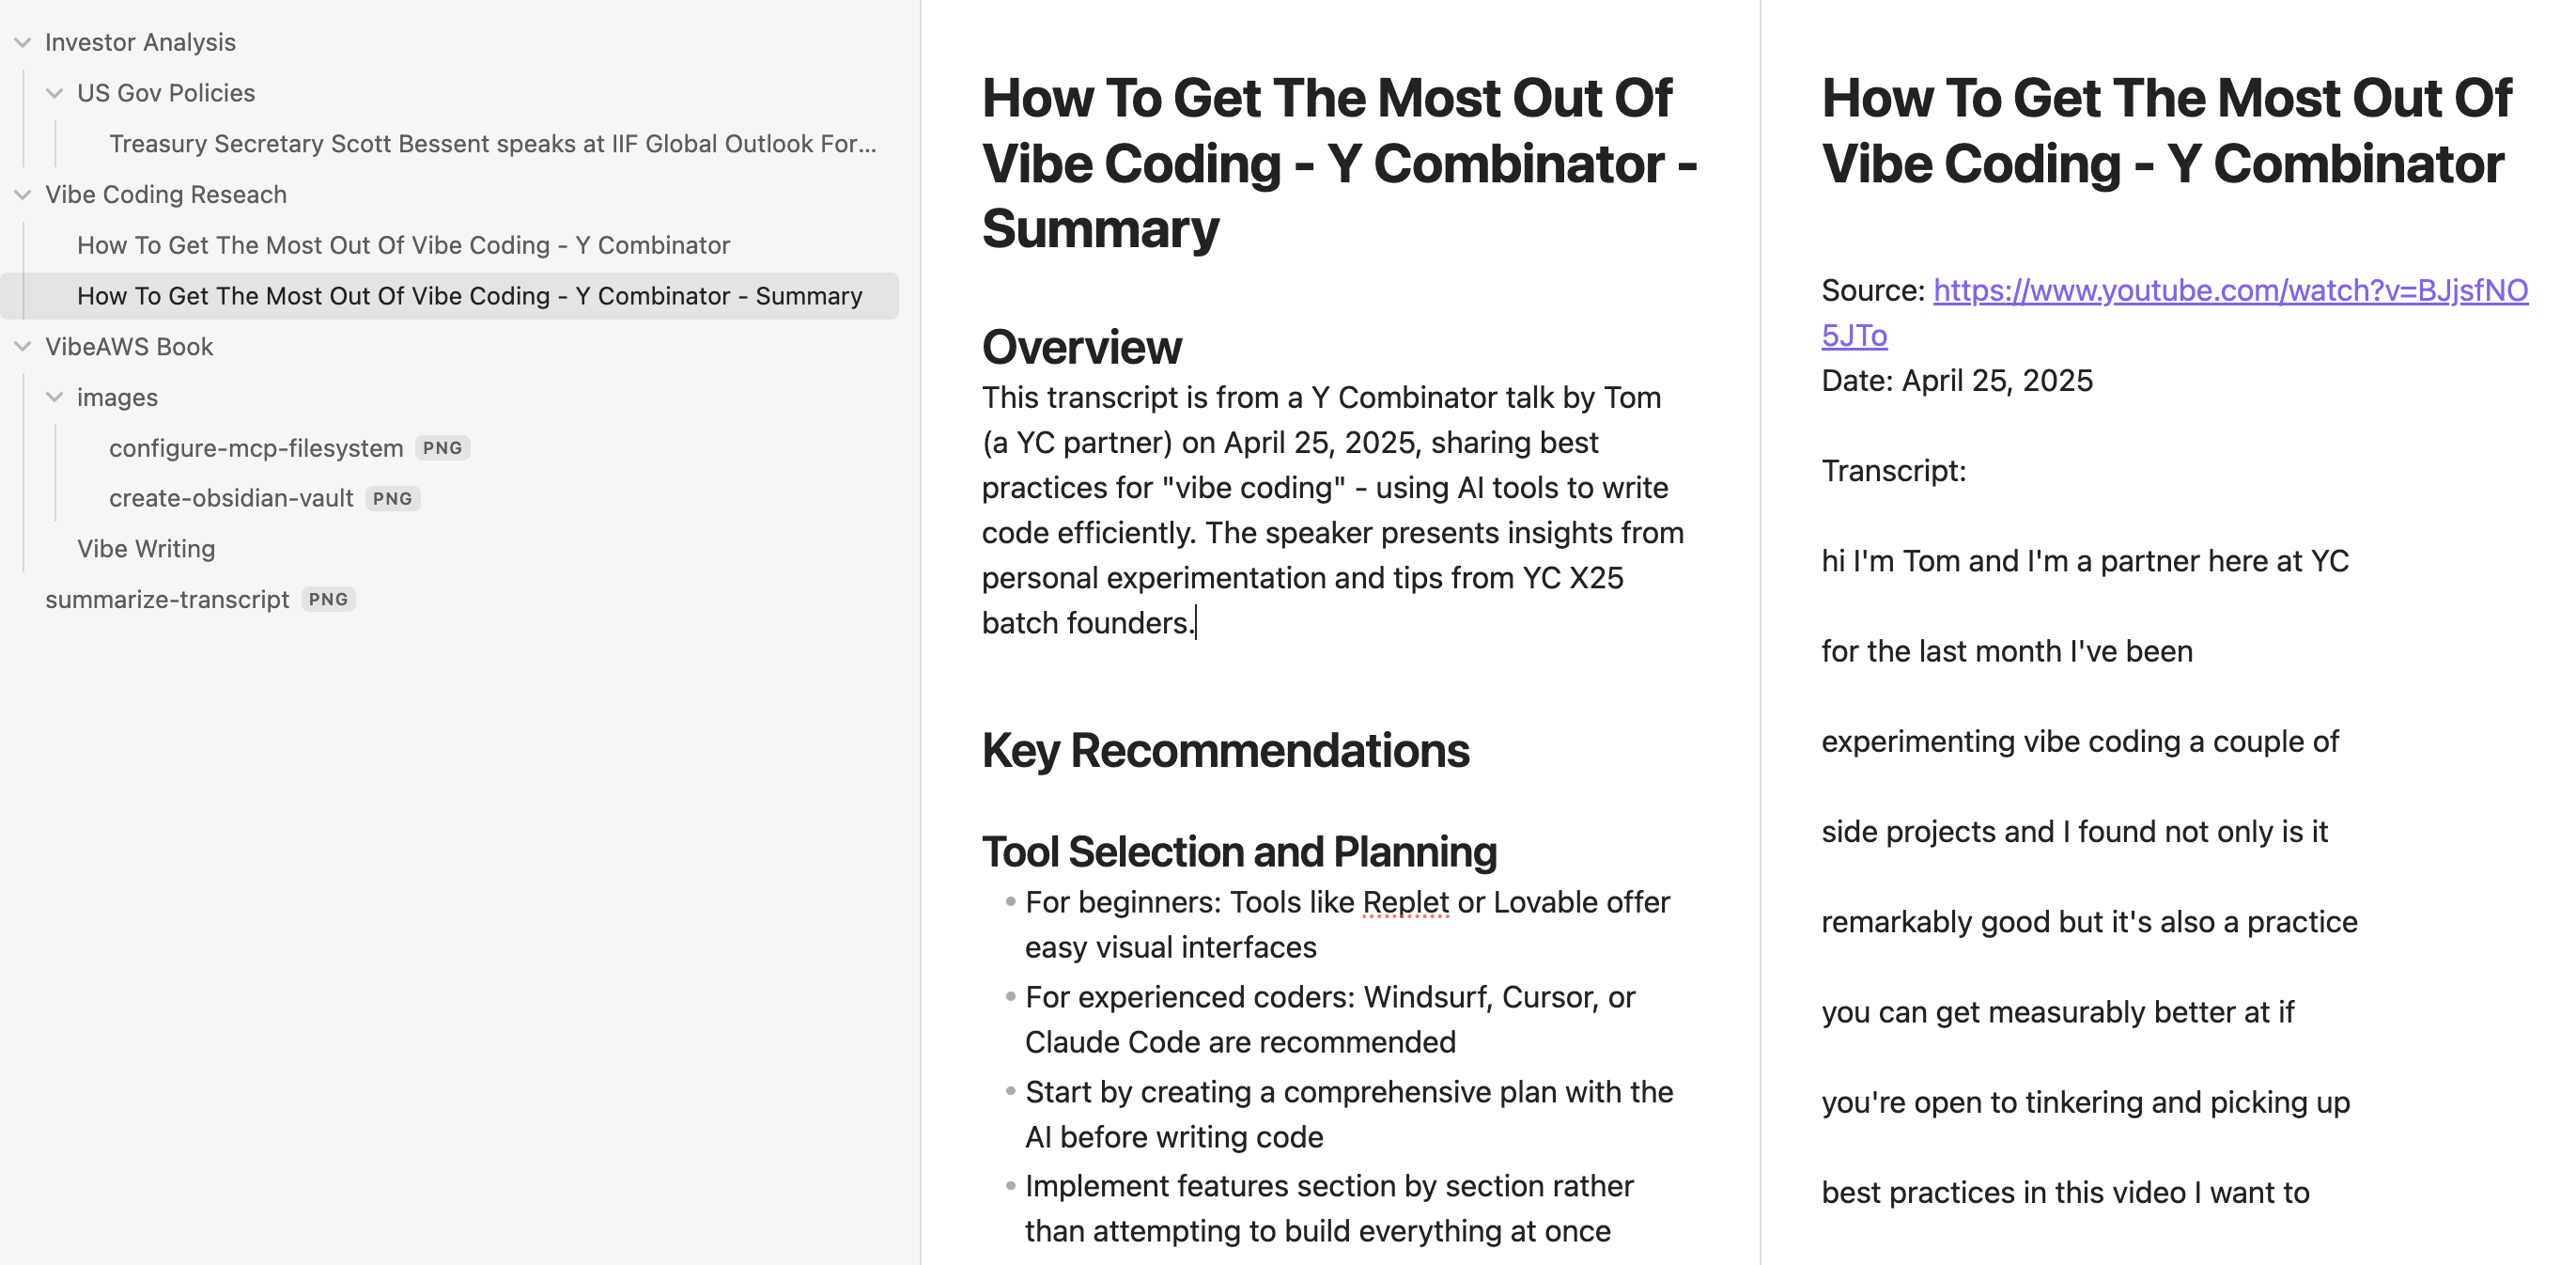 Investor Analysis
US Gov Policies
Treasury Secretary Scott Bessent speaks at IIF Global Outlook For...
Vibe Coding Reseach
How To Get The Most Out Of Vibe Coding - Y Combinator
How To Get The Most Out Of Vibe Coding - Y Combinator - Summary
VibeAWS Book
images
configure-mcp-filesystem PNG
create-obsidian-vault PNG
Vibe Writing
summarize-transcript PNG
How To Get The Most Out Of
Vibe Coding - Y Combinator -
Summary
Overview
This transcript is from a Y Combinator talk by Tom
(a YC partner) on April 25, 2025, sharing best
practices for "vibe coding" - using AI tools to write
code efficiently. The speaker presents insights from
personal experimentation and tips from YC X25
batch founders.
Key Recommendations
Tool Selection and Planning
• For beginners: Tools like Replet or Lovable offer
easy visual interfaces
• For experienced coders: Windsurf, Cursor, or
Claude Code are recommended
• Start by creating a comprehensive plan with the
AI before writing code
• Implement features section by section rather
than attempting to build everything at once
How To Get The Most Out Of
Vibe Coding - Y Combinator
Source: https://www.youtube.com/watch?v=BJjsfNO
5JTo
Date: April 25, 2025
Transcript:
hi I'm Tom and I'm a partner here at YC
for the last month I've been
experimenting vibe coding a couple of
side projects and I found not only is it
remarkably good but it's also a practice
you can get measurably better at if
you're open to tinkering and picking up
best practices in this video I want to